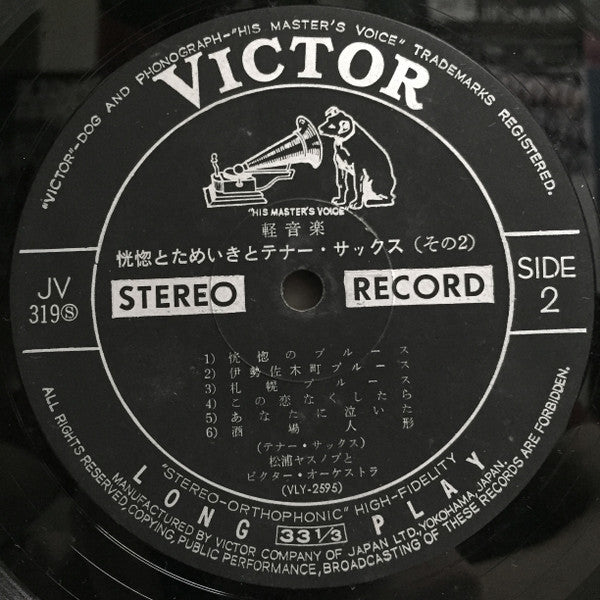 "VICTOR"-DOG AND PHONOGRAPH-"HIS MASTER'S VOICE" TRADEMARKS REGISTERED.
VICTOR
"HIS MASTER'S VOICE"
軽音楽
恍惚とためいきとテナー・サックス(その2)
JV
319Ⓢ
STEREO
RECORD
SIDE
2
1) 恍惚のブルース
2) 伊勢佐木町ブルース
3) 札幌ブルース
4) この恋なくしたら
5) あなたに泣いた
6) 酒場人形
(テナー・サックス)
松浦ヤスノブと
ビクター・オーケストラ
(VLY-2595)
"STEREO-ORTHOPHONIC" HIGH-FIDELITY
LONG PLAY
33 1/3
MANUFACTURED BY VICTOR COMPANY OF JAPAN LTD, YOKOHAMA, JAPAN.
ALL RIGHTS RESERVED, COPYING, PUBLIC PERFORMANCE, BROADCASTING OF THESE RECORDS ARE FORBIDDEN.